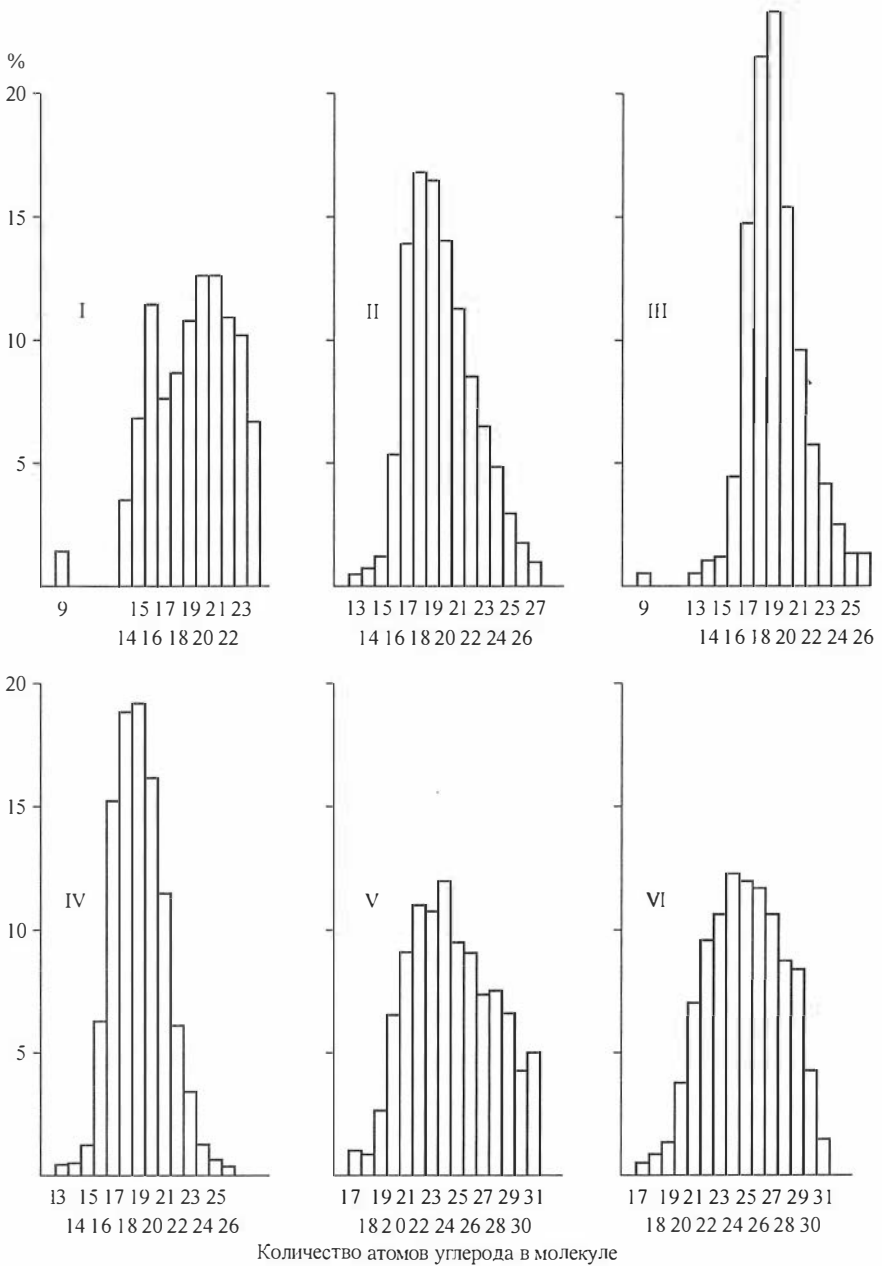 %
20
15
10
5
I
II
III
9 15 17 19 21 23 13 15 17 19 21 23 25 27 9 13 15 17 19 21 23 25
14 16 18 20 22 14 16 18 20 22 24 26 14 16 18 20 22 24 26
20
15
10
5
IV
V
VI
13 15 17 19 21 23 25 17 19 21 23 25 27 29 31 17 19 21 23 25 27 29 31
14 16 18 20 22 24 26 18 20 22 24 26 28 30 18 20 22 24 26 28 30
Количество атомов углерода в молекуле